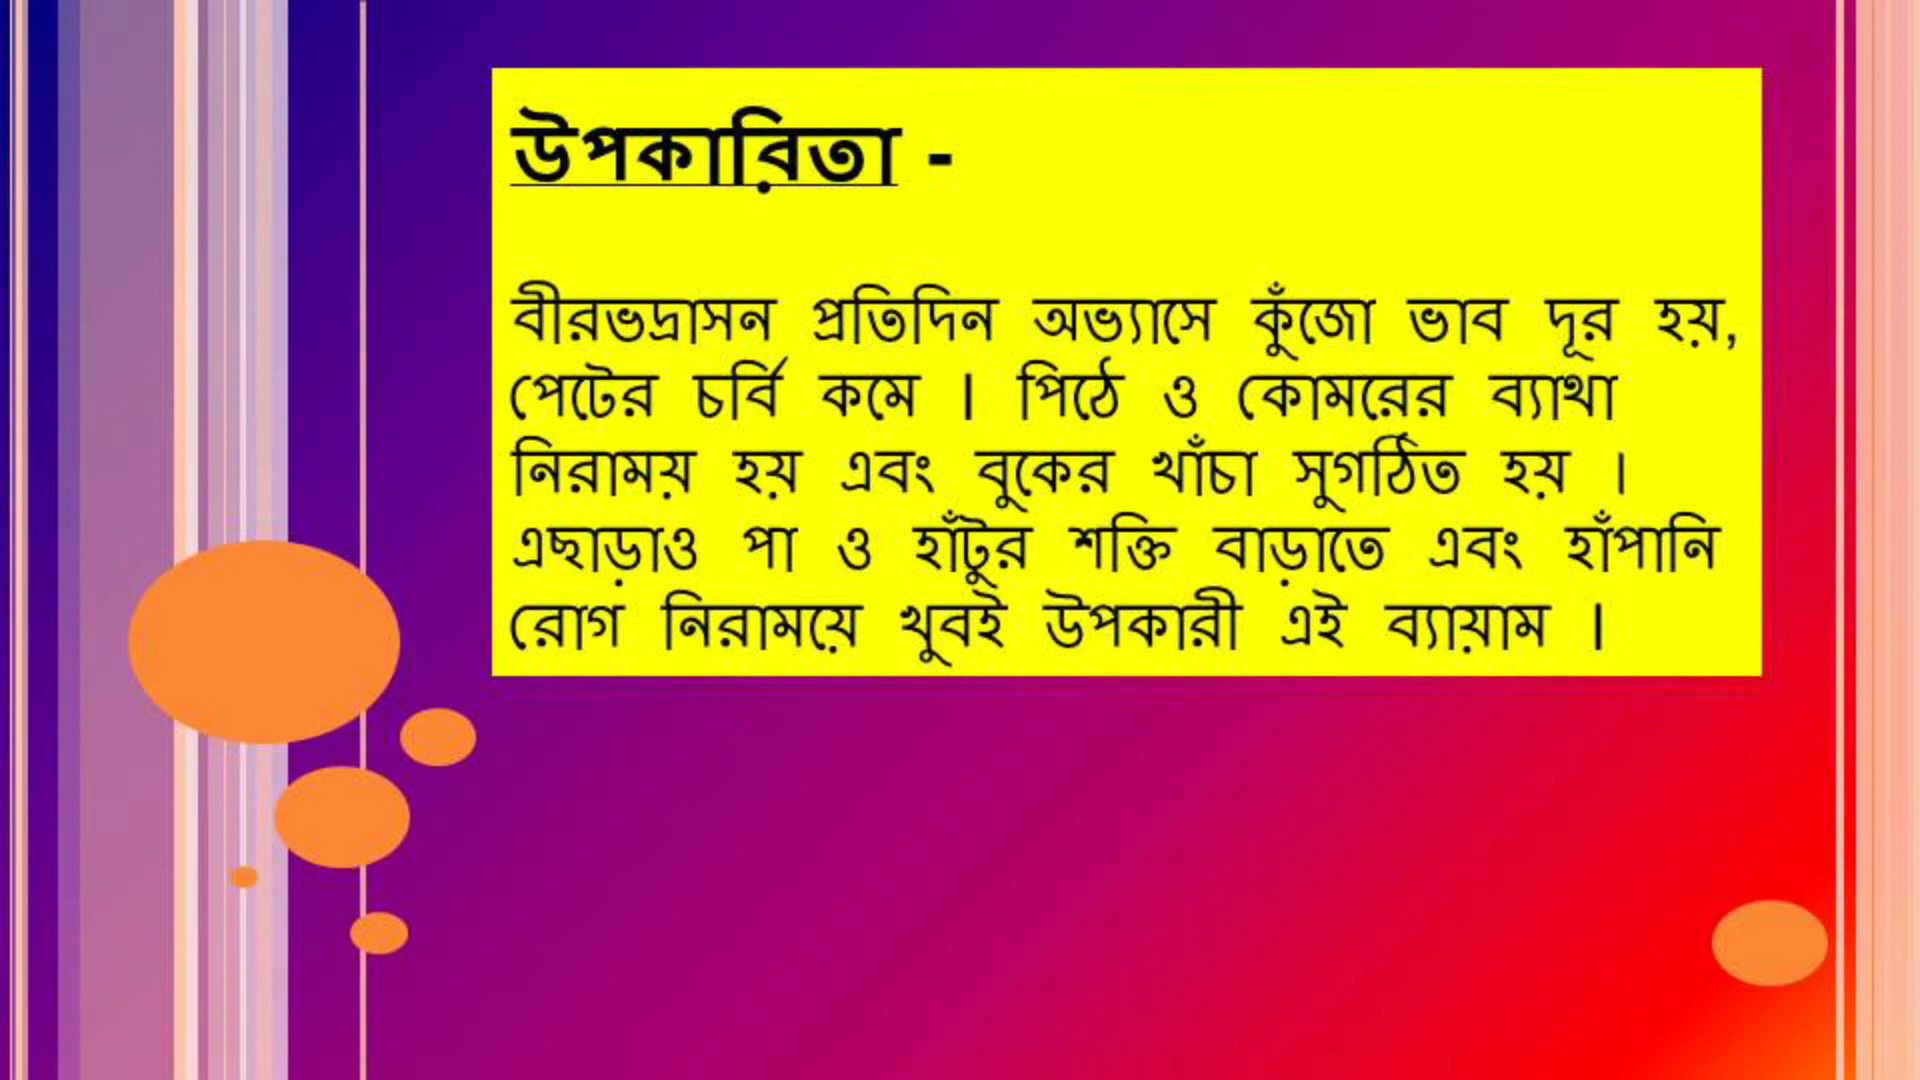 উপকারিতা -
বীরভদ্রাসন প্রতিদিন অভ্যাসে কুঁজো ভাব দূর হয়,
পেটের চর্বি কমে । পিঠে ও কোমরের ব্যাথা
নিরাময় হয় এবং বুকের খাঁচা সুগঠিত হয় ।
এছাড়াও পা ও হাঁটুর শক্তি বাড়াতে এবং হাঁপানি
রোগ নিরাময়ে খুবই উপকারী এই ব্যায়াম ।